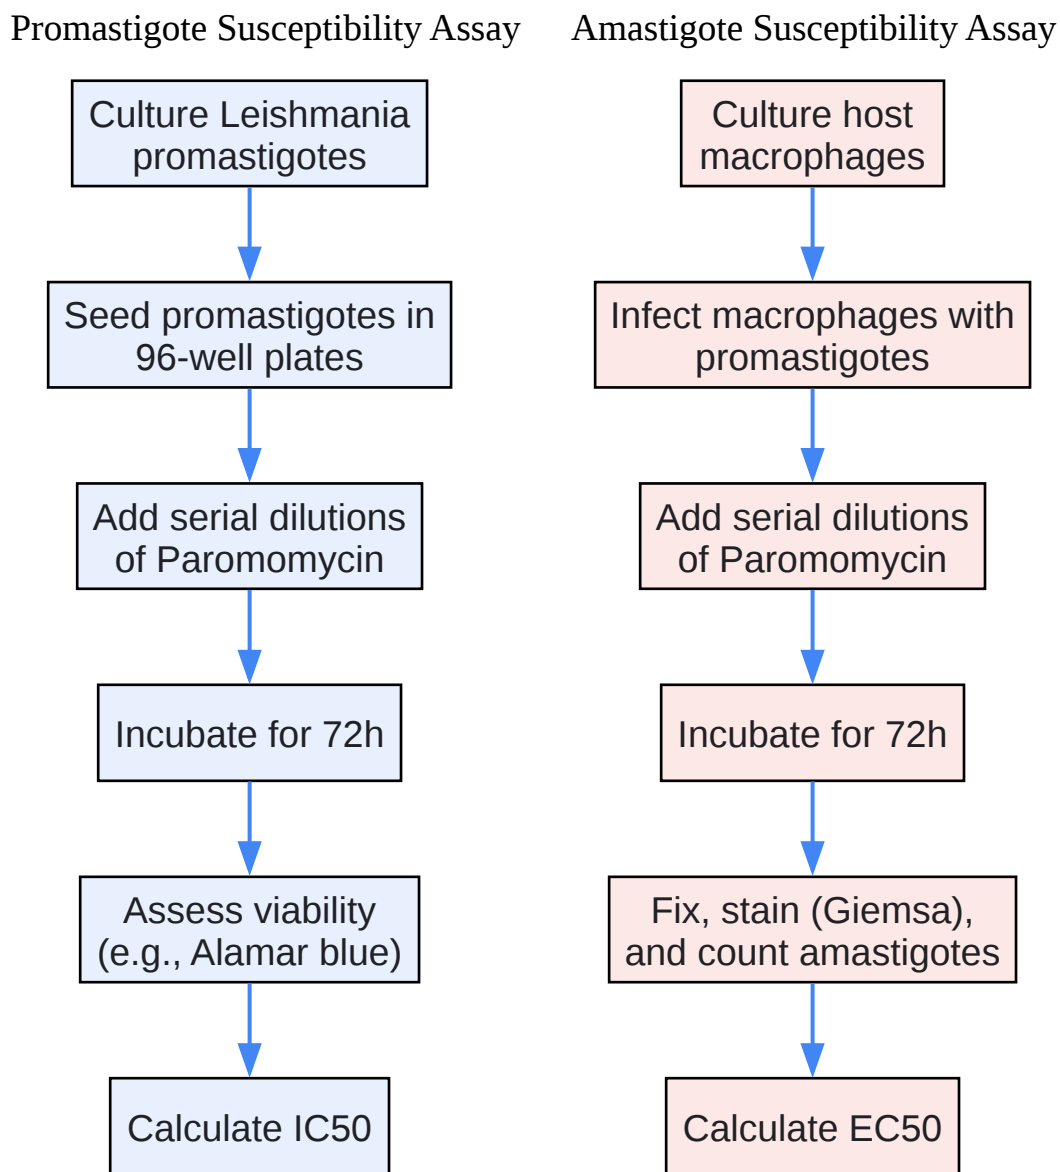 Promastigote Susceptibility Assay
Culture Leishmania
promastigotes
Seed promastigotes in
96-well plates
Add serial dilutions
of Paromomycin
Incubate for 72h
Assess viability
(e.g., Alamar blue)
Calculate IC50
Amastigote Susceptibility Assay
Culture host
macrophages
Infect macrophages with
promastigotes
Add serial dilutions
of Paromomycin
Incubate for 72h
Fix, stain (Giemsa),
and count amastigotes
Calculate EC50